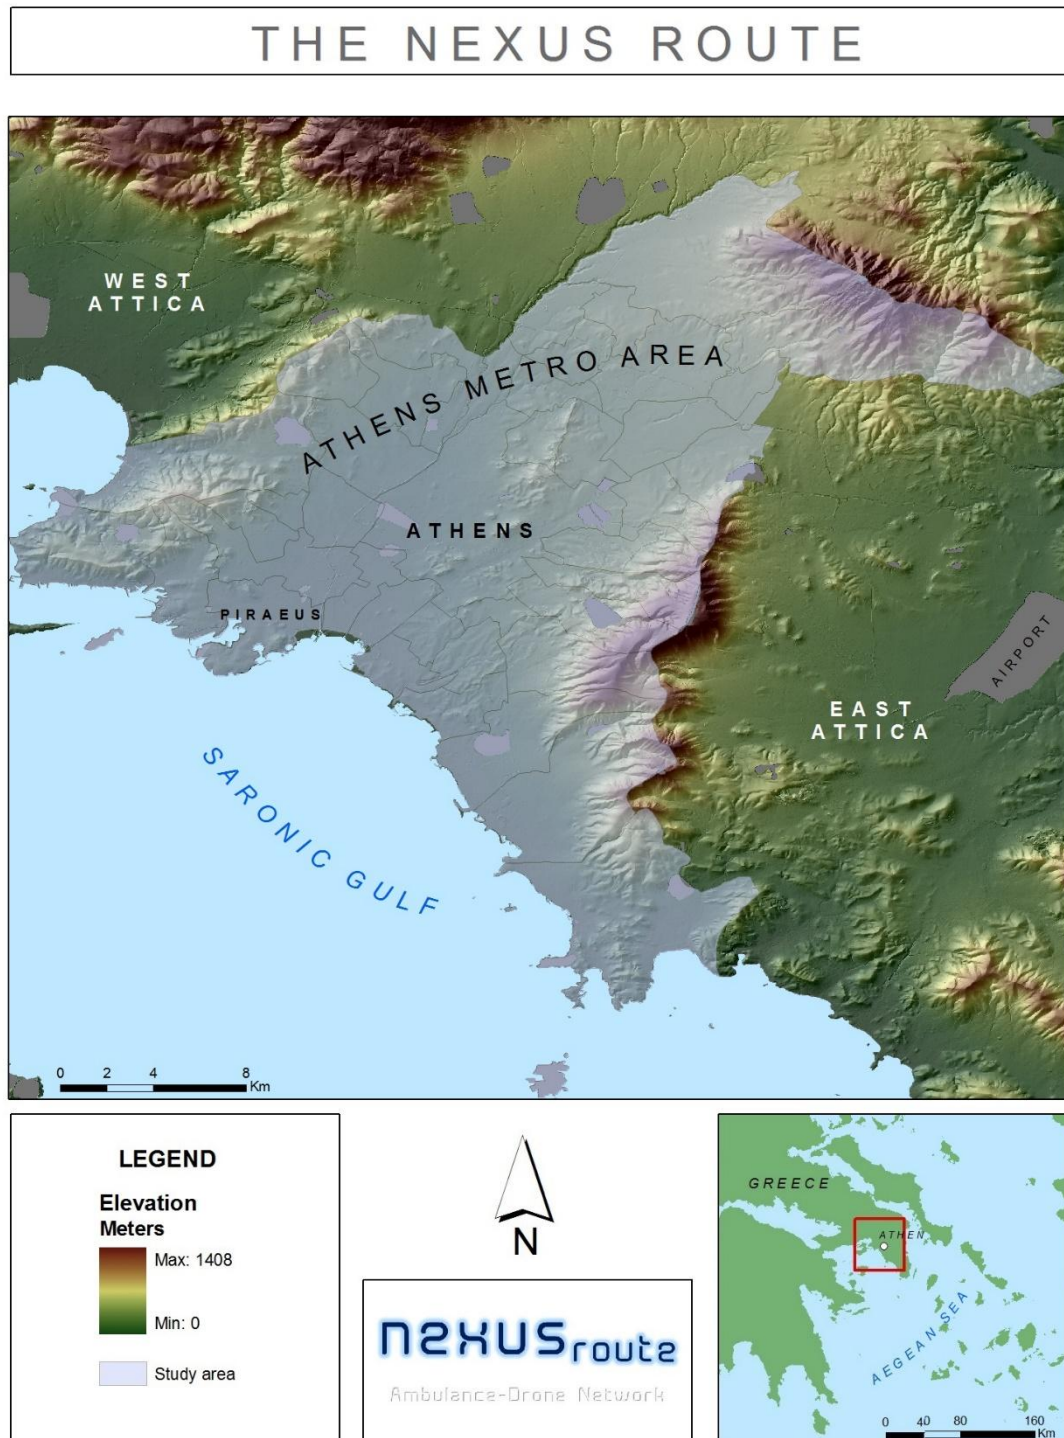 THE NEXUS ROUTE
WEST
ATTICA
ATHENS METRO AREA
ATHENS
PIRAEUS
AIRPORT
EAST
ATTICA
SARONIC GULF
0 2 4 8
Km
LEGEND
Elevation
Meters
Max: 1408
Min: 0
Study area
N
nexus route
Ambulance-Drone Network
GREECE
ATHEN
AEGEAN SEA
0 40 80 160
Km